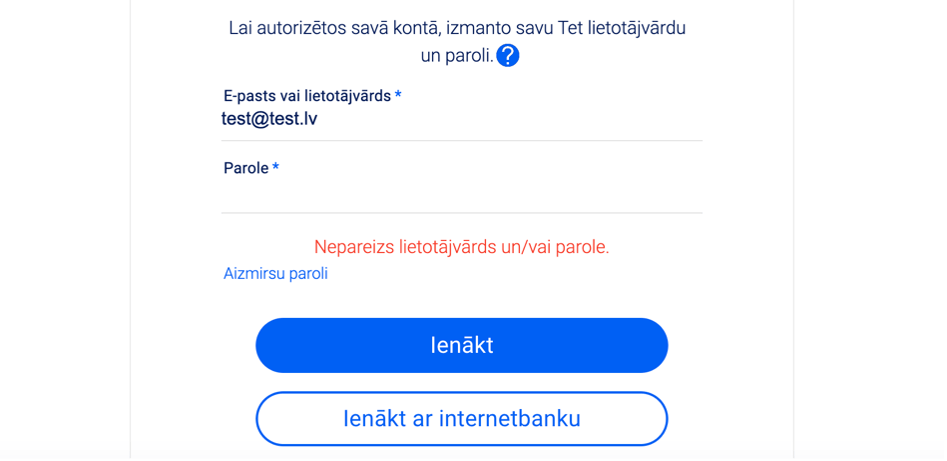 Lai autorizētos savā kontā, izmanto savu Tet lietotājvārdu
un paroli. ?
E-pasts vai lietotājvārds *
test@test.lv
Parole *
Nepareizs lietotājvārds un/vai parole.
Aizmirsu paroli
Ienākt
Ienākt ar internetbanku